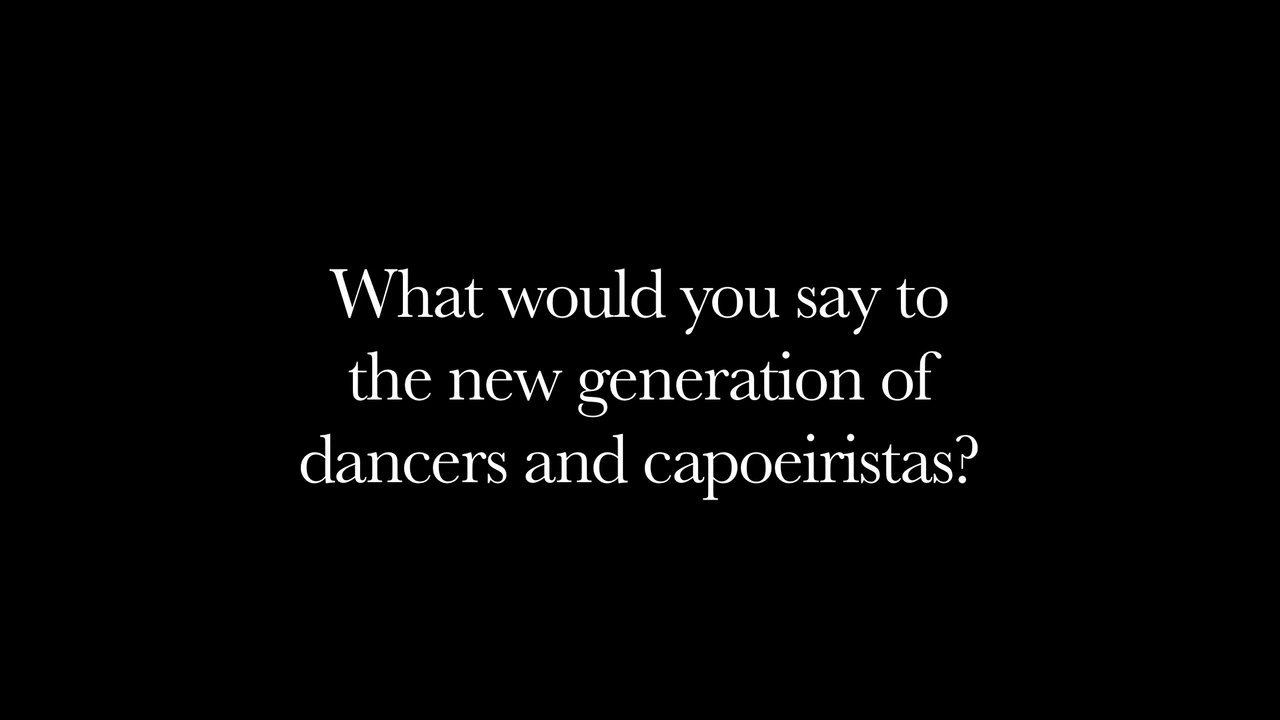 What would you say to
the new generation of
dancers and capoeiristas?